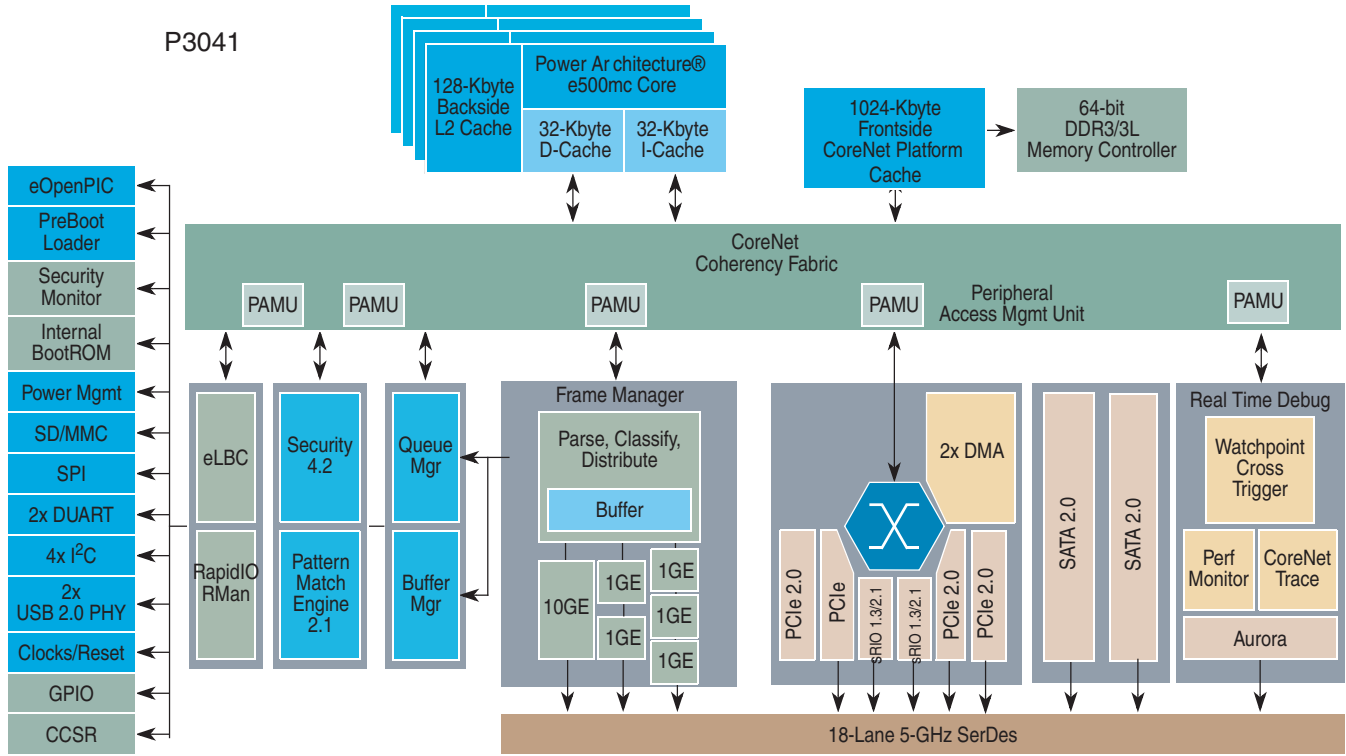 P3041
128-Kbyte
Backside
L2 Cache
Power Architecture®
e500mc Core
32-Kbyte
D-Cache
32-Kbyte
I-Cache
1024-Kbyte
Frontside
CoreNet Platform
Cache
64-bit
DDR3/3L
Memory Controller
eOpenPIC
PreBoot
Loader
Security
Monitor
Internal
BootROM
Power Mgmt
SD/MMC
SPI
2x DUART
4x I²C
2x
USB 2.0 PHY
Clocks/Reset
GPIO
CCSR
CoreNet
Coherency Fabric
PAMU
PAMU
PAMU
PAMU
Peripheral
Access Mgmt Unit
PAMU
eLBC
RapidIO
RMan
Security
4.2
Pattern
Match
Engine
2.1
Queue
Mgr
Buffer
Mgr
Frame Manager
Parse, Classify,
Distribute
Buffer
10GE
1GE
1GE
1GE
1GE
1GE
2x DMA
PCIe 2.0
PCIe
sRIO 1.3/2.1
sRIO 1.3/2.1
PCIe 2.0
PCIe 2.0
SATA 2.0
SATA 2.0
Real Time Debug
Watchpoint
Cross
Trigger
Perf
Monitor
CoreNet
Trace
Aurora
18-Lane 5-GHz SerDes